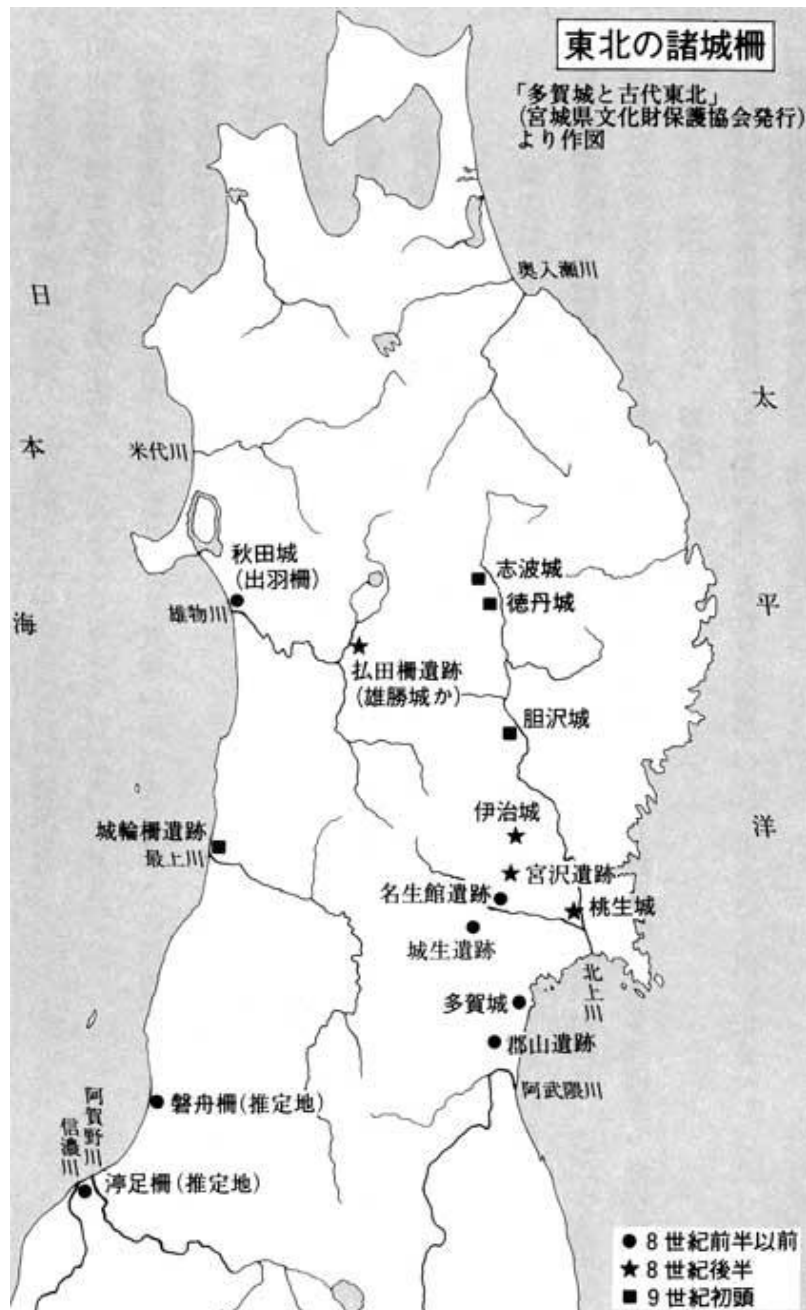 東北の諸城柵
「多賀城と古代東北」
(宮城県文化財保護協会発行)
より作図
奥入瀬川
日本海
太平洋
米代川
秋田城
(出羽柵)
雄物川
志波城
徳丹城
払田柵遺跡
(雄勝城か)
胆沢城
伊治城
城輪柵遺跡
最上川
宮沢遺跡
名生館遺跡
桃生城
城生遺跡
北上川
多賀城
郡山遺跡
阿武隈川
磐舟柵(推定地)
阿賀野川
信濃川
渟足柵(推定地)
● 8世紀前半以前
★ 8世紀後半
■ 9世紀初頭